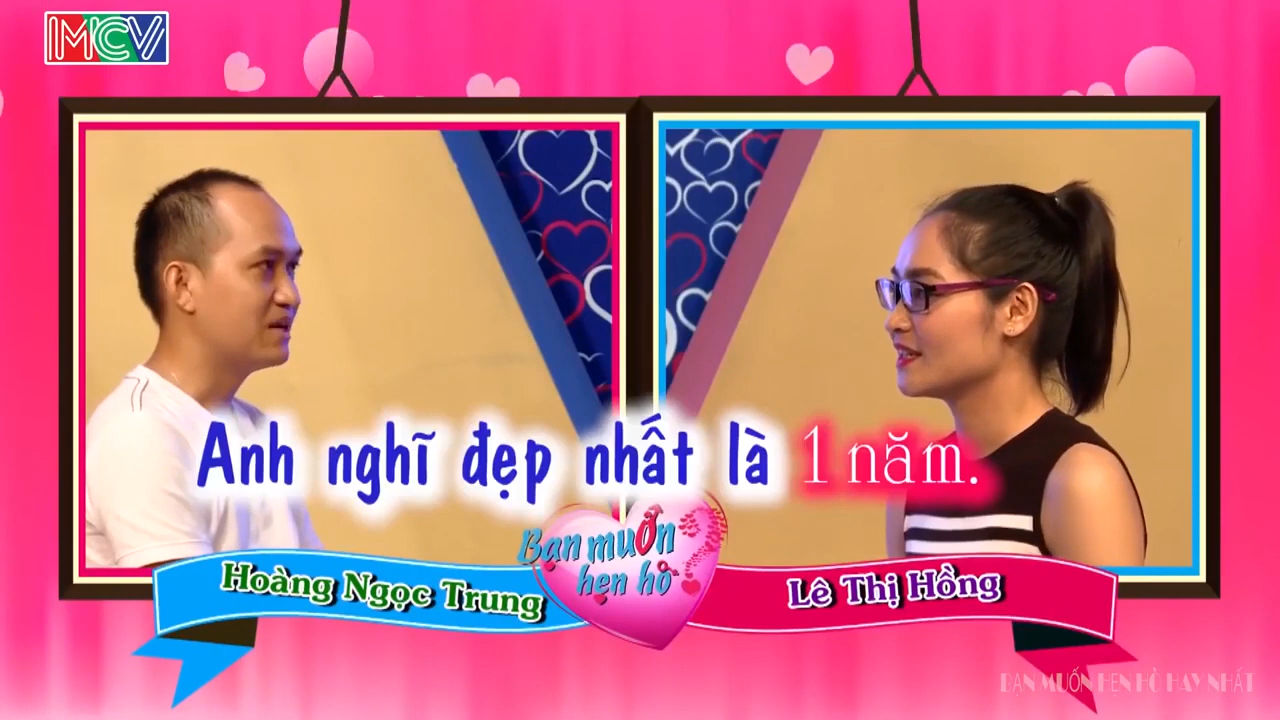 MCV
Anh nghĩ đẹp nhất là 1 năm.
Bạn muốn
hẹn hò
Hoàng Ngọc Trung
Lê Thị Hồng
BẠN MUỐN HẸN HÒ HAY NHẤT